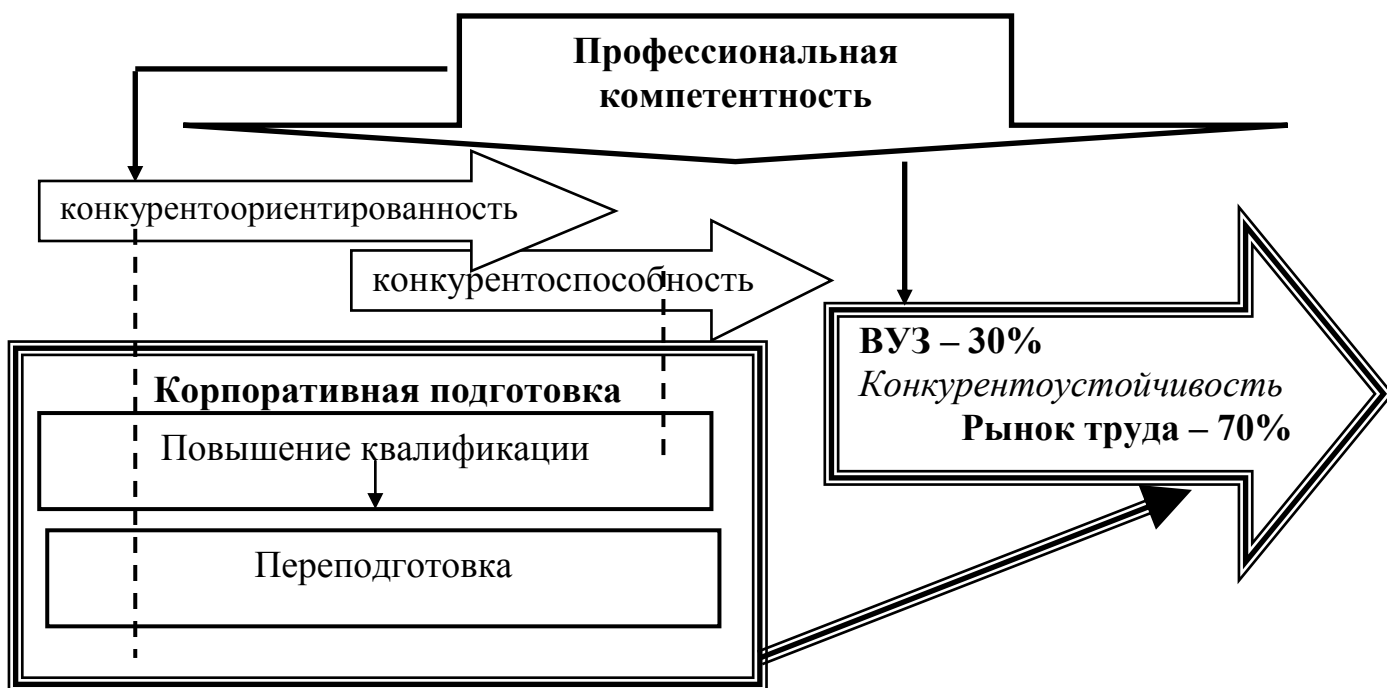 Профессиональная
компетентность
конкурентоориентированность
конкурентоспособность
ВУЗ – 30%
Конкурентоустойчивость
Рынок труда – 70%
Корпоративная подготовка
Повышение квалификации
Переподготовка